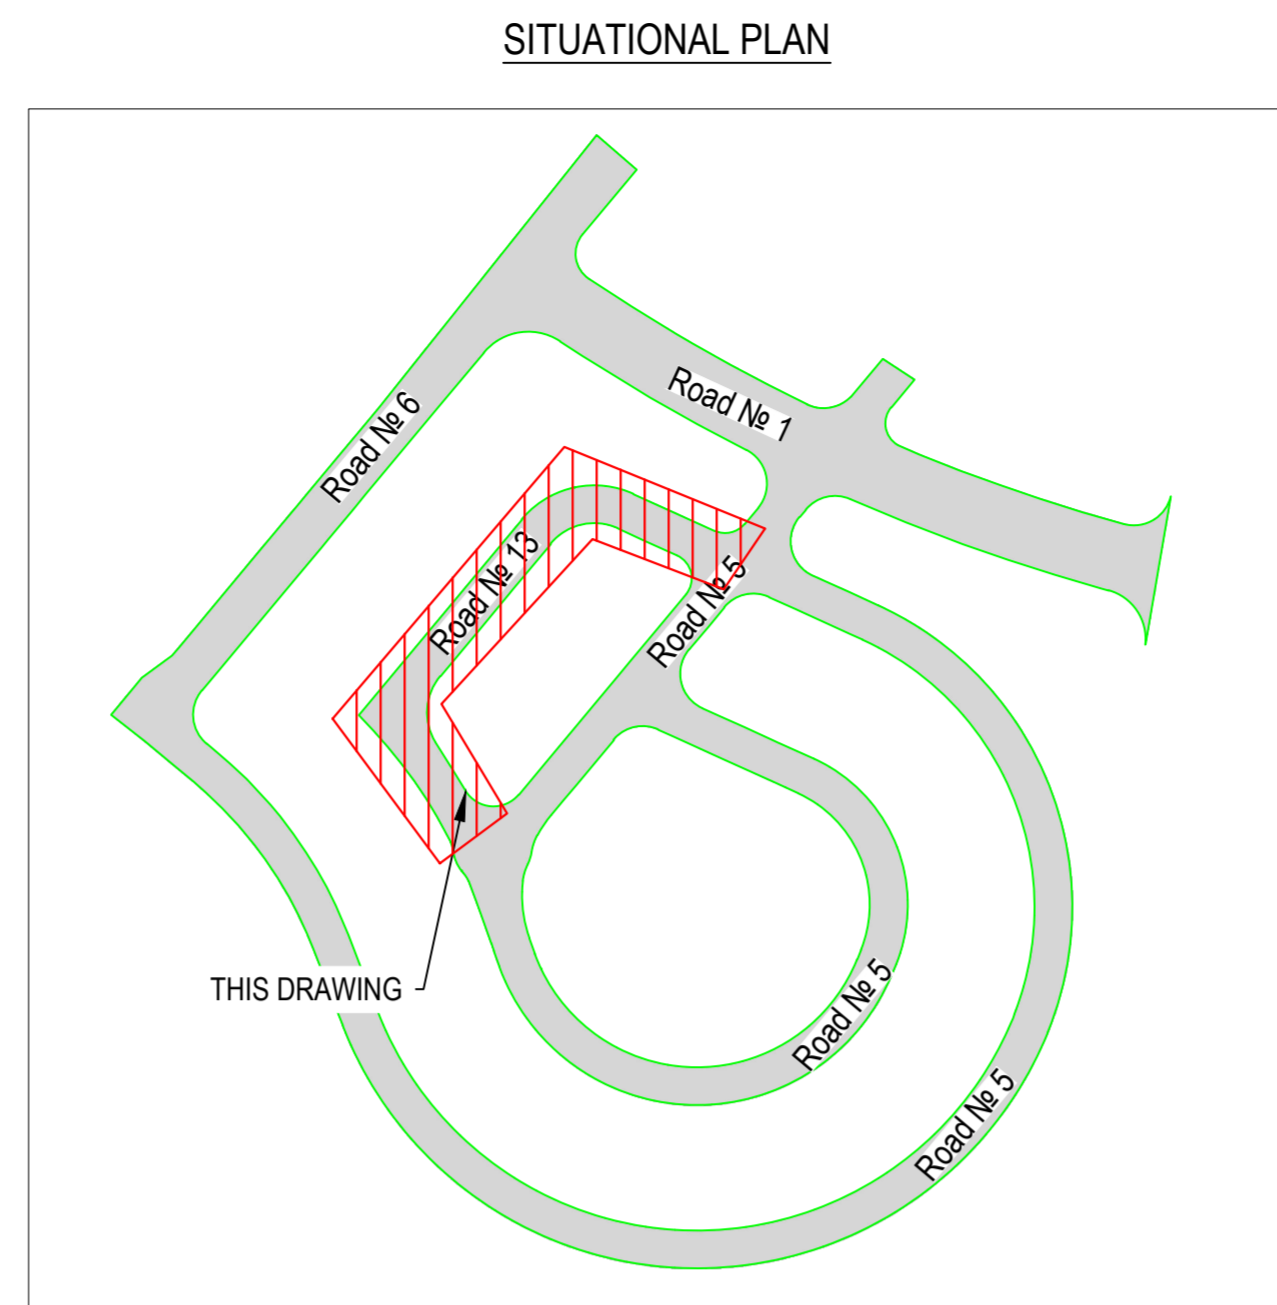 SITUATIONAL PLAN
Road № 1
Road № 6
Road № 13
Road № 5
THIS DRAWING
Road № 5
Road № 5